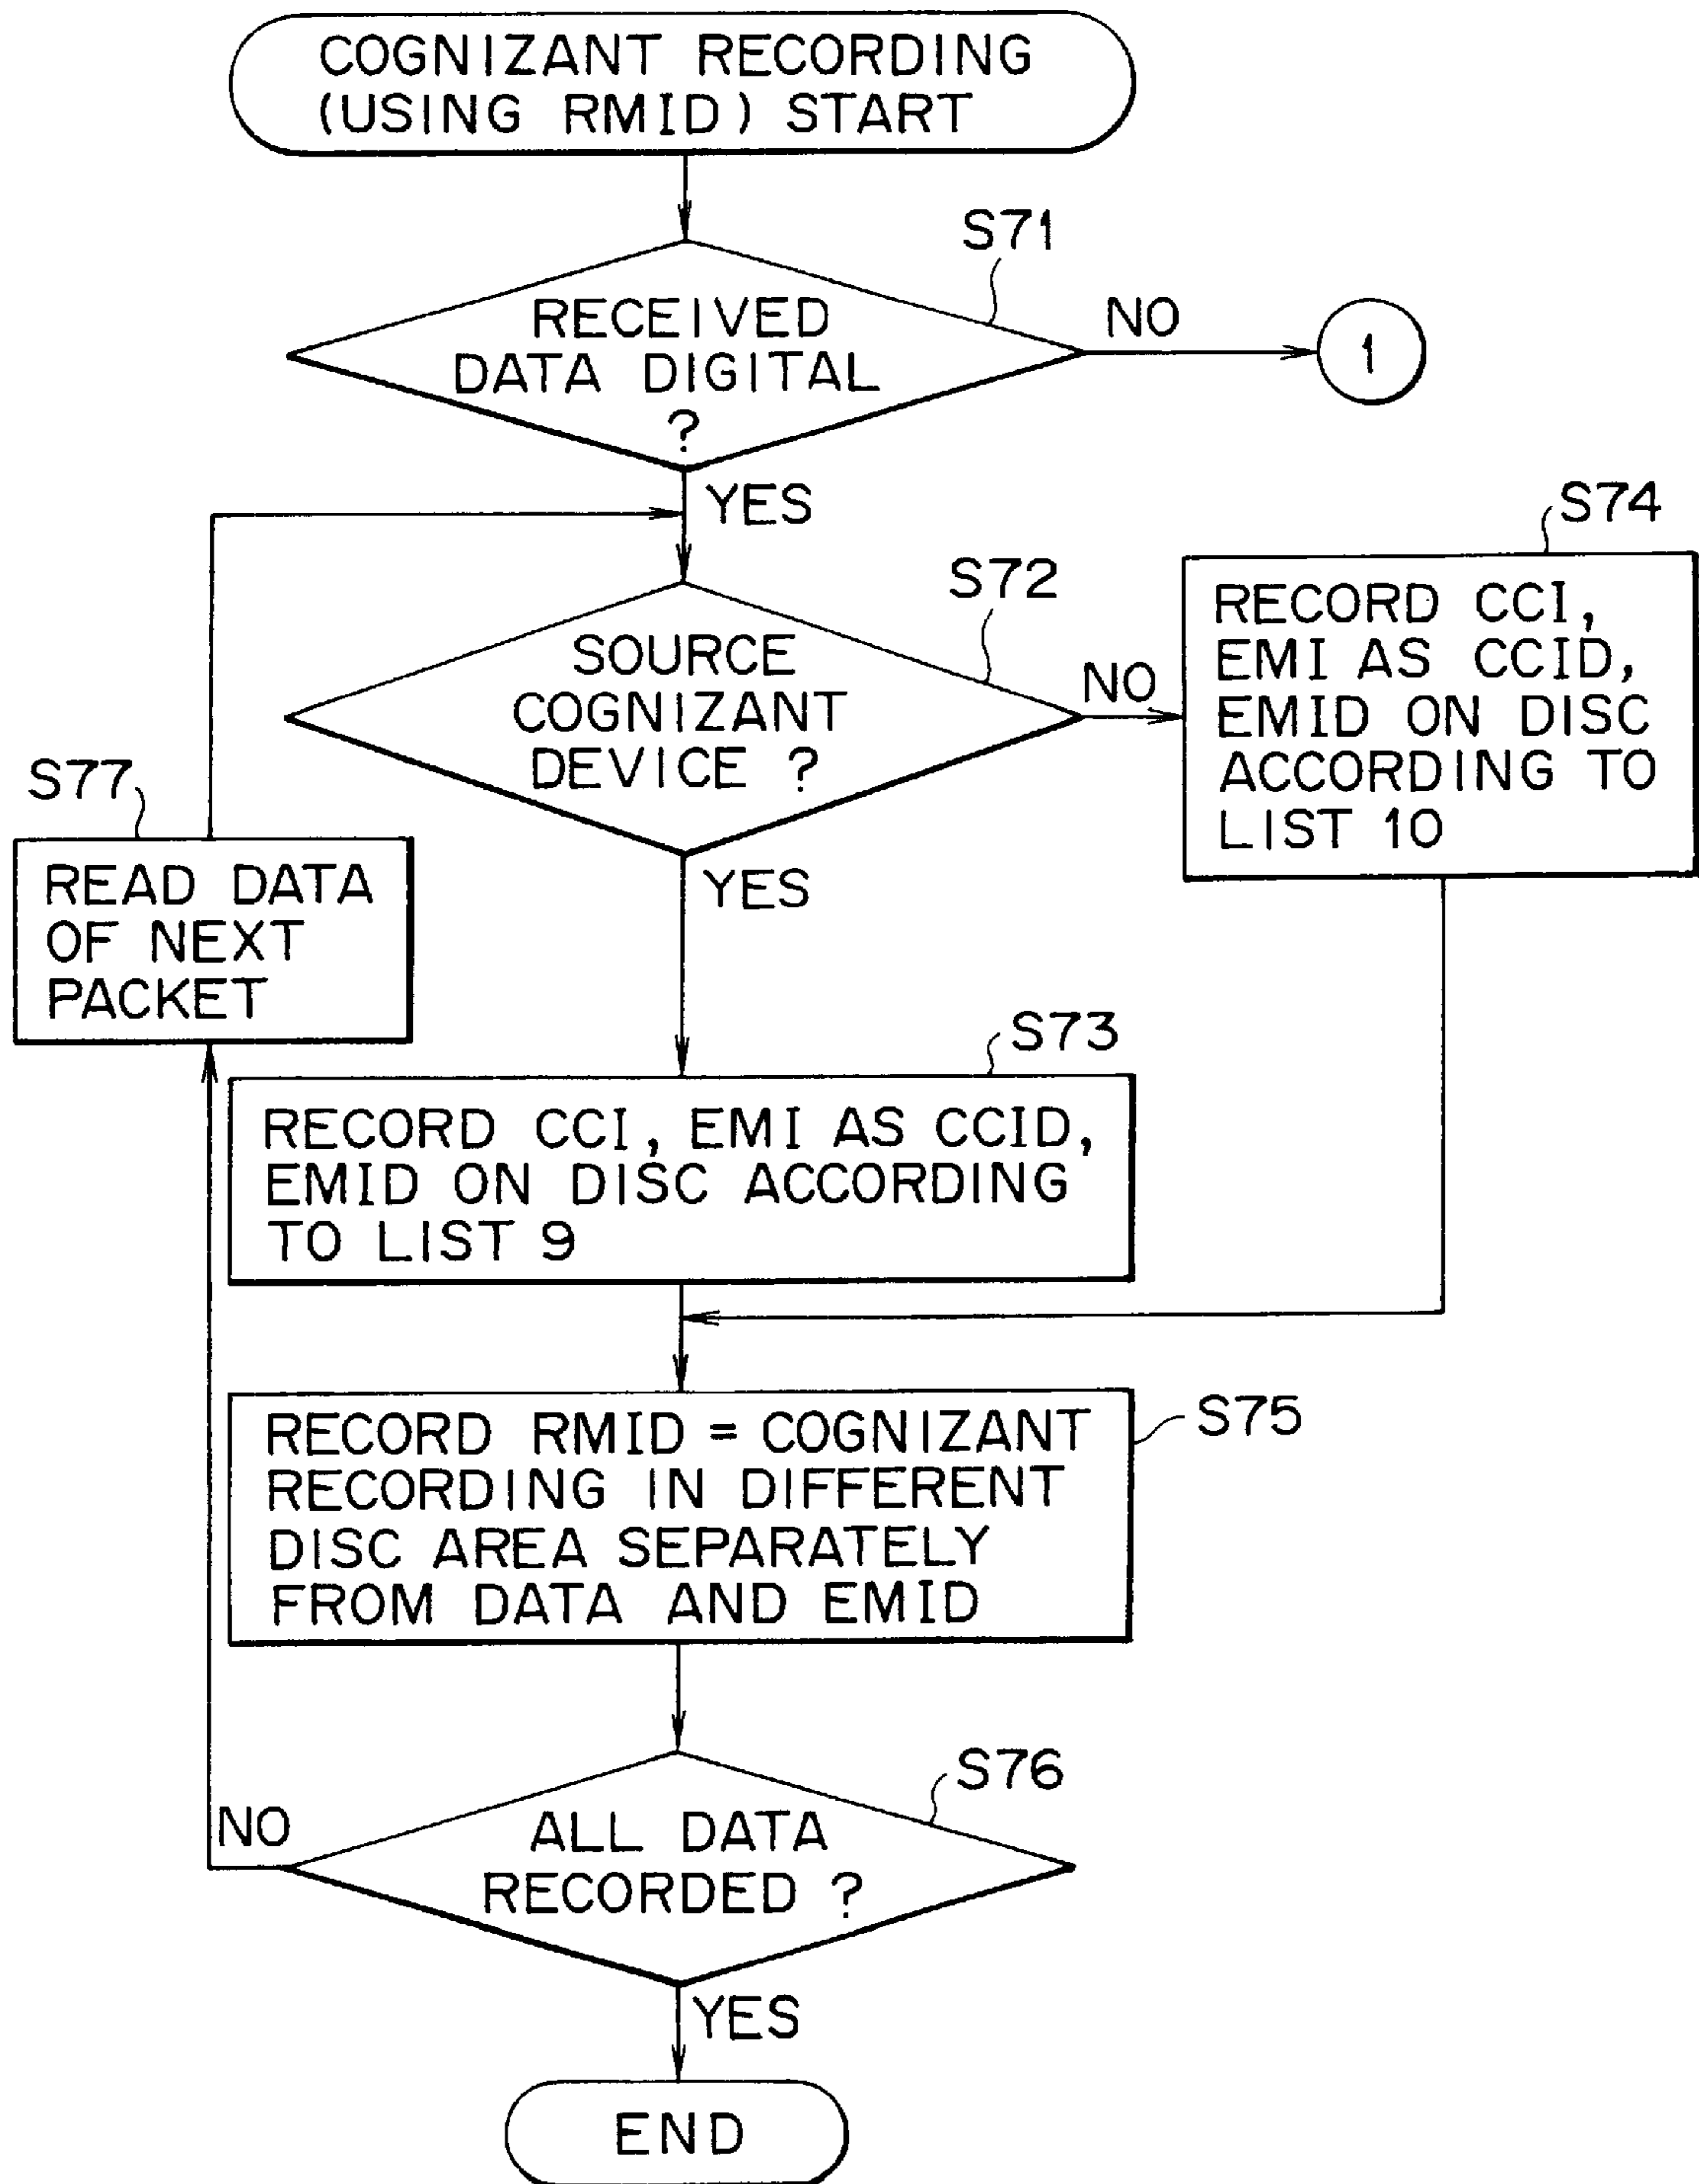 COGNIZANT RECORDING
(USING RMID) START
S71
RECEIVED
DATA DIGITAL
?
NO
1
YES
S72
SOURCE
COGNIZANT
DEVICE ?
NO
S74
RECORD CCI,
EMI AS CCID,
EMID ON DISC
ACCORDING TO
LIST 10
S77
READ DATA
OF NEXT
PACKET
YES
S73
RECORD CCI, EMI AS CCID,
EMID ON DISC ACCORDING
TO LIST 9
S75
RECORD RMID = COGNIZANT
RECORDING IN DIFFERENT
DISC AREA SEPARATELY
FROM DATA AND EMID
S76
ALL DATA
RECORDED ?
NO
YES
END